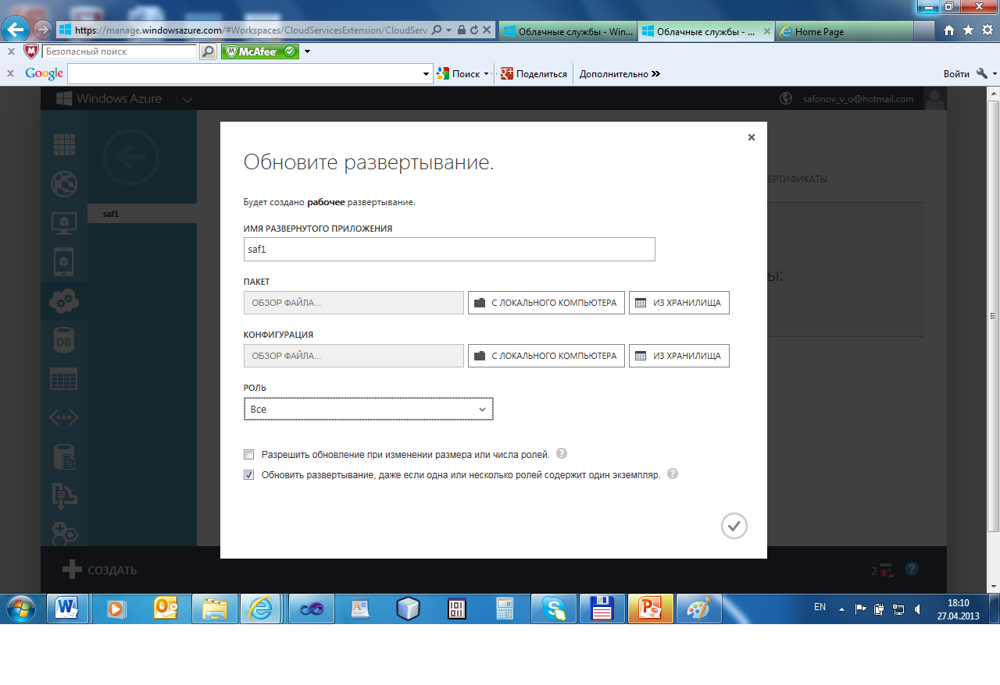 https://manage.windowsazure.com/#Workspaces/CloudServicesExtension/CloudServ
Облачные службы - Win...
Облачные службы - ...
Home Page
Безопасный поиск
McAfee
Google
Поиск
Поделиться
Дополнительно
Войти
Windows Azure
safonov_v_o@hotmail.com
saf1
ЕРТИФИКАТЫ
ы:
Обновите развертывание.
Будет создано рабочее развертывание.
ИМЯ РАЗВЕРНУТОГО ПРИЛОЖЕНИЯ
saf1
ПАКЕТ
ОБЗОР ФАЙЛА...
С ЛОКАЛЬНОГО КОМПЬЮТЕРА
ИЗ ХРАНИЛИЩА
КОНФИГУРАЦИЯ
ОБЗОР ФАЙЛА...
С ЛОКАЛЬНОГО КОМПЬЮТЕРА
ИЗ ХРАНИЛИЩА
РОЛЬ
Все
Разрешить обновление при изменении размера или числа ролей.
Обновить развертывание, даже если одна или несколько ролей содержит один экземпляр.
DB
СОЗДАТЬ
2
1
EN
18:10
27.04.2013